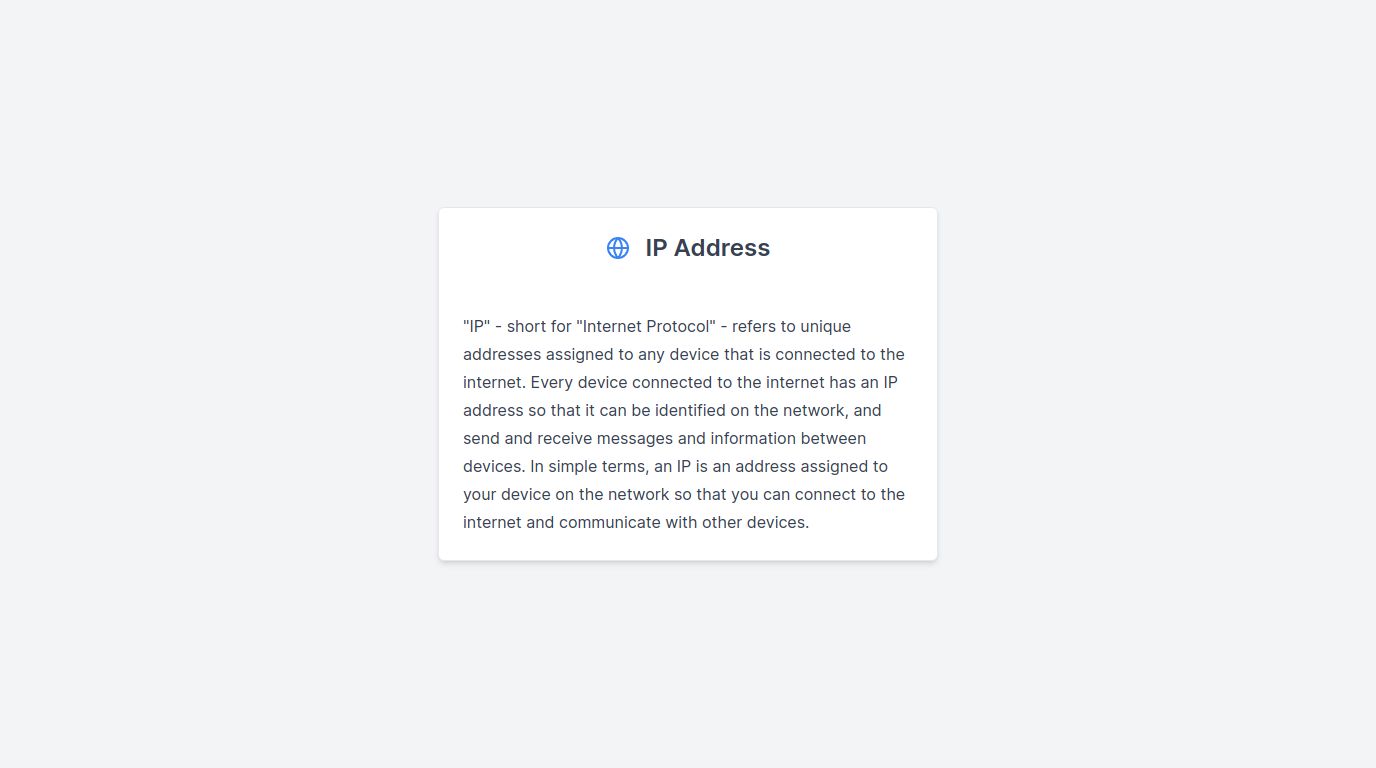 IP Address
"IP" - short for "Internet Protocol" - refers to unique
addresses assigned to any device that is connected to the
internet. Every device connected to the internet has an IP
address so that it can be identified on the network, and
send and receive messages and information between
devices. In simple terms, an IP is an address assigned to
your device on the network so that you can connect to the
internet and communicate with other devices.